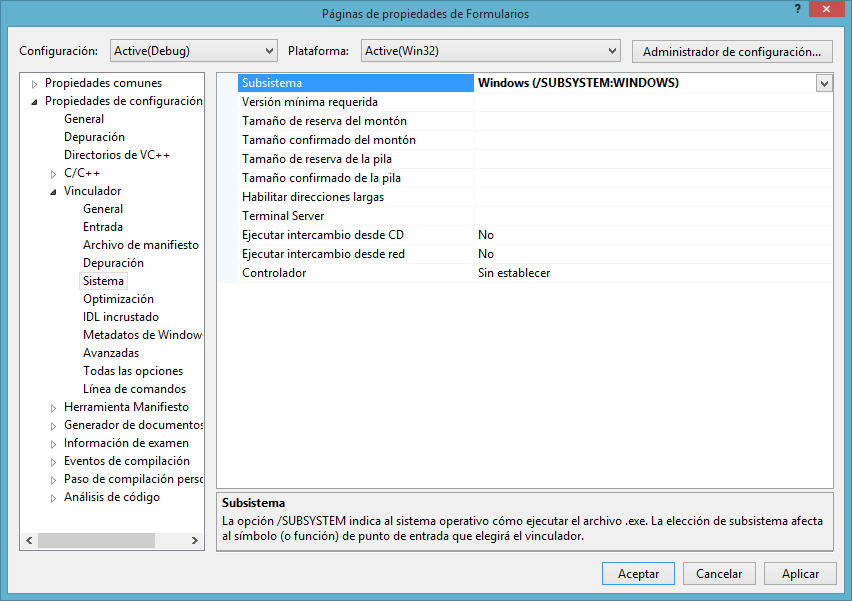 Páginas de propiedades de Formularios
?
Configuración: Active(Debug) Plataforma: Active(Win32) Administrador de configuración...
Propiedades comunes
Propiedades de configuración
General
Depuración
Directorios de VC++
C/C++
Vinculador
General
Entrada
Archivo de manifiesto
Depuración
Sistema
Optimización
IDL incrustado
Metadatos de Window
Avanzadas
Todas las opciones
Línea de comandos
Herramienta Manifiesto
Generador de documentos
Información de examen
Eventos de compilación
Paso de compilación perso
Análisis de código
Subsistema Windows (/SUBSYSTEM:WINDOWS)
Versión mínima requerida
Tamaño de reserva del montón
Tamaño confirmado del montón
Tamaño de reserva de la pila
Tamaño confirmado de la pila
Habilitar direcciones largas
Terminal Server
Ejecutar intercambio desde CD No
Ejecutar intercambio desde red No
Controlador Sin establecer
Subsistema
La opción /SUBSYSTEM indica al sistema operativo cómo ejecutar el archivo .exe. La elección de subsistema afecta
al símbolo (o función) de punto de entrada que elegirá el vinculador.
Aceptar Cancelar Aplicar